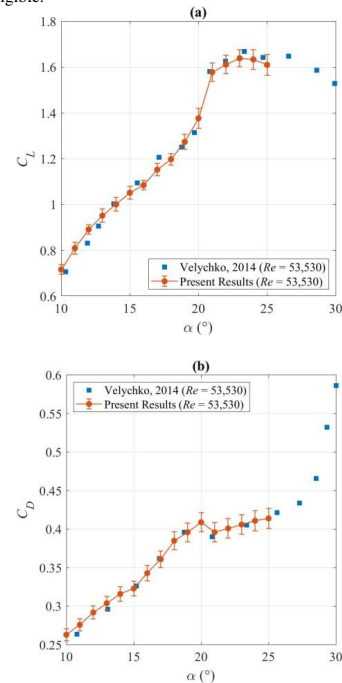 (a)
1.8
1.6
1.4
1.2
1
0.8
0.6
C_L
Velychko, 2014 (Re = 53,530)
Present Results (Re = 53,530)
10 15 20 25 30
α (°)
(b)
0.6
0.55
0.5
0.45
0.4
0.35
0.3
0.25
C_D
Velychko, 2014 (Re = 53,530)
Present Results (Re = 53,530)
10 15 20 25 30
α (°)